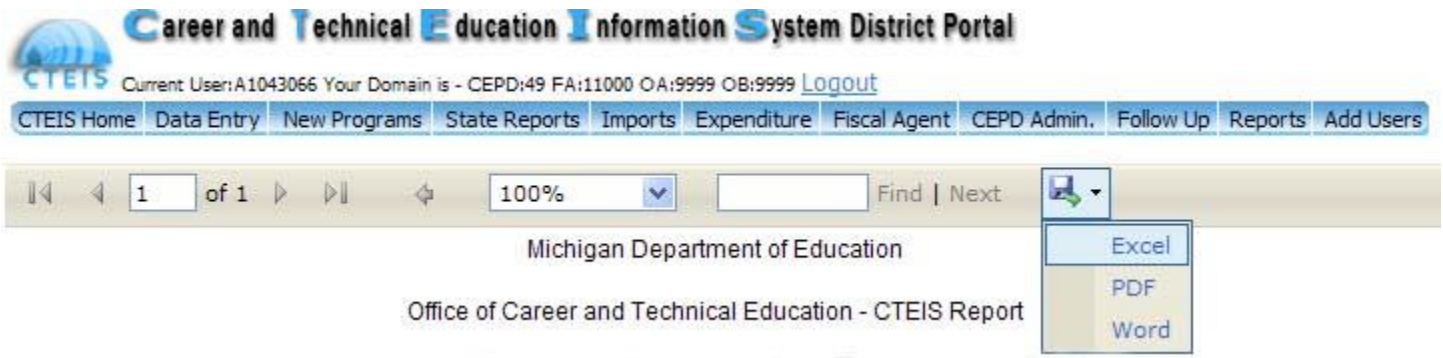 Career and Technical Education Information System District Portal
CTEIS
Current User:A1043066 Your Domain is - CEPD:49 FA:11000 OA:9999 OB:9999 Logout
CTEIS Home Data Entry New Programs State Reports Imports Expenditure Fiscal Agent CEPD Admin. Follow Up Reports Add Users
1 of 1 100% Find | Next
Michigan Department of Education
Excel
PDF
Office of Career and Technical Education - CTEIS Report
Word